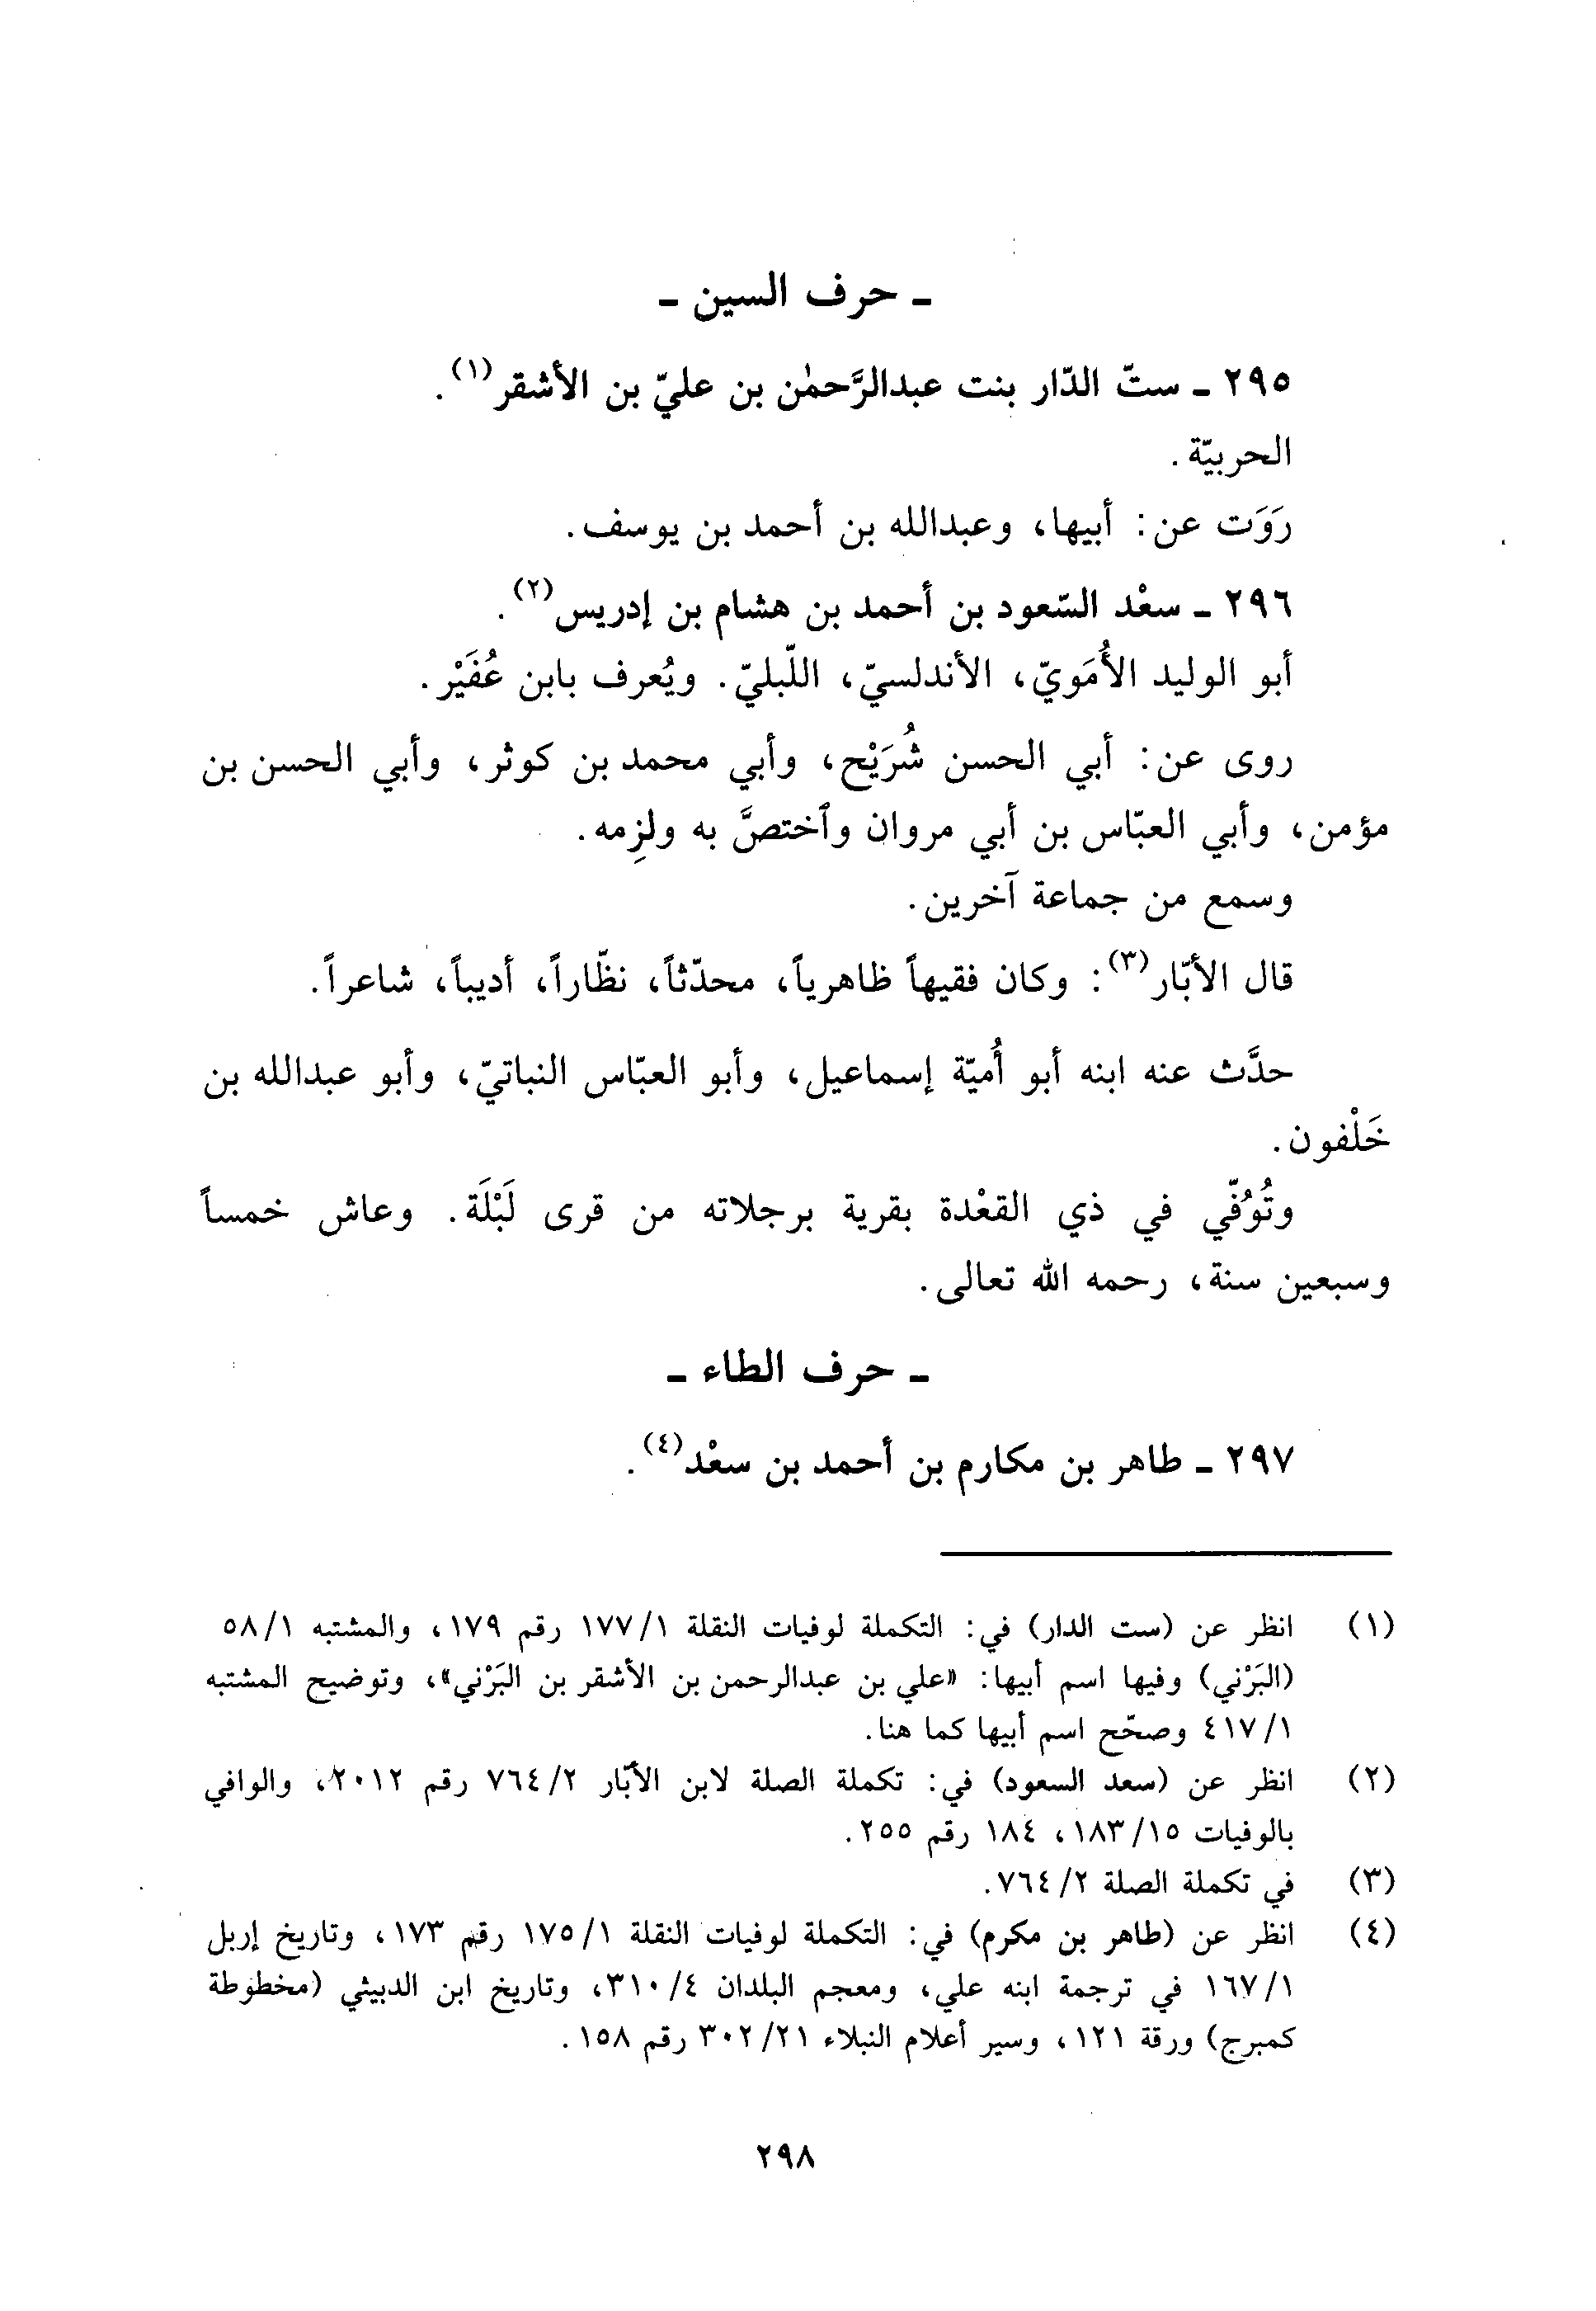 ـ حرف السين ـ
٢٩٥ ـ ستّ الدّار بنت عبدالرَّحمٰن بن عليّ بن الأشقر(١).
الحربيّة.
رَوَت عن: أبيها، وعبدالله بن أحمد بن يوسف.
٢٩٦ ـ سعْد السّعود بن أحمد بن هشام بن إدريس(٢).
أبو الوليد الأُمَويّ، الأندلسيّ، اللّبليّ. ويُعرف بابن عُفَيْر.
روى عن: أبي الحسن شُرَيْح، وأبي محمد بن كوثر، وأبي الحسن بن
مؤمن، وأبي العبّاس بن أبي مروان وٱختصَّ به ولزِمه.
وسمع من جماعة آخرين.
قال الأبّار(٣): وكان فقيهاً ظاهرياً، محدّثاً، نظّاراً، أديباً، شاعراً.
حدَّث عنه ابنه أبو أُميّة إسماعيل، وأبو العبّاس النباتيّ، وأبو عبدالله بن
خَلْفون.
وتُوُفّي في ذي القعْدة بقرية برجلاته من قرى لَبْلَة. وعاش خمساً
وسبعين سنة، رحمه الله تعالى.
ـ حرف الطاء ـ
٢٩٧ ـ طاهر بن مكارم بن أحمد بن سعْد(٤).
(١) انظر عن (ست الدار) في: التكملة لوفيات النقلة ١/١٧٧ رقم ١٧٩، والمشتبه ١/٥٨
(البَرْني) وفيها اسم أبيها: «علي بن عبدالرحمن بن الأشقر بن البَرْني»، وتوضيح المشتبه
١/٤١٧ وصحّح اسم أبيها كما هنا.
(٢) انظر عن (سعد السعود) في: تكملة الصلة لابن الأبّار ٢/٧٦٤ رقم ٢٠١٢، والوافي
بالوفيات ١٥/١٨٣، ١٨٤ رقم ٢٥٥.
(٣) في تكملة الصلة ٢/٧٦٤.
(٤) انظر عن (طاهر بن مكرم) في: التكملة لوفيات النقلة ١/١٧٥ رقم ١٧٣، وتاريخ إربل
١/١٦٧ في ترجمة ابنه علي، ومعجم البلدان ٤/٣١٠، وتاريخ ابن الدبيثي (مخطوطة
كمبرج) ورقة ١٢١، وسير أعلام النبلاء ٢١/٣٠٢ رقم ١٥٨.
٢٩٨